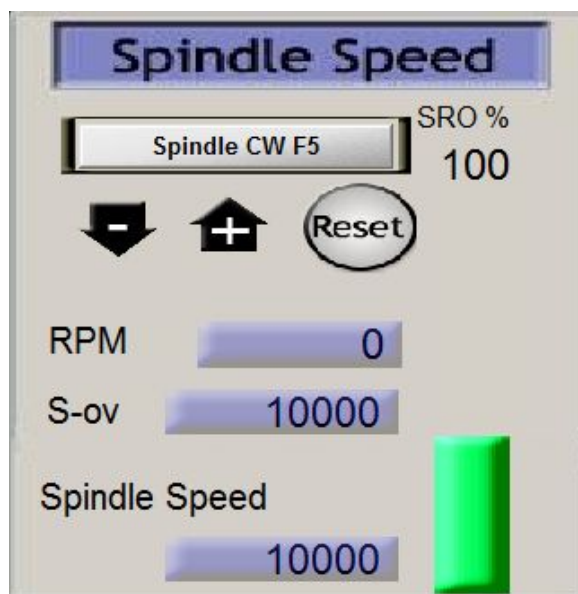 Spindle Speed
Spindle CW F5
SRO %
100
- + Reset
RPM 0
S-ov 10000
Spindle Speed
10000